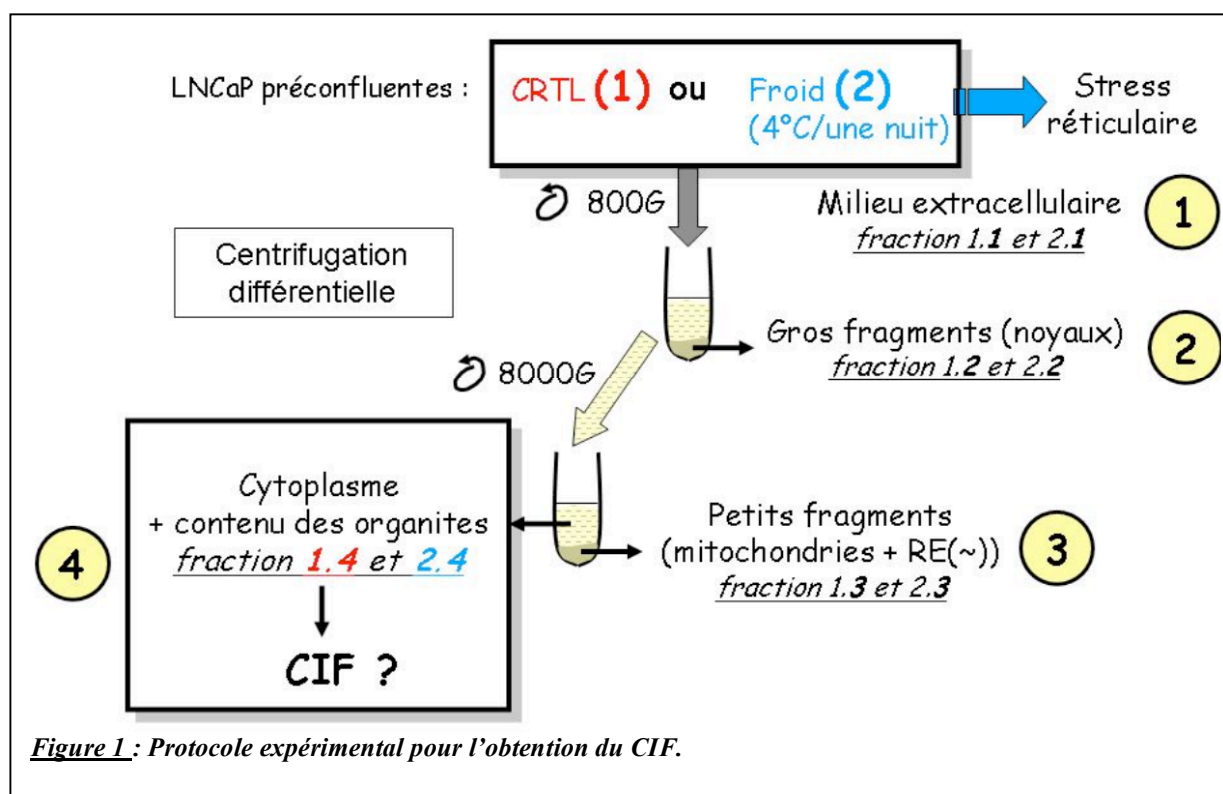 LNCaP préconfluentes :
CRTL (1) ou Froid (2)
(4°C/une nuit)
Stress
réticulaire
800G
Milieu extracellulaire
fraction 1.1 et 2.1
1
Centrifugation
différentielle
Gros fragments (noyaux)
fraction 1.2 et 2.2
2
8000G
Cytoplasme
+ contenu des organites
fraction 1.4 et 2.4
4
CIF ?
Petits fragments
(mitochondries + RE(~))
fraction 1.3 et 2.3
3
Figure 1 : Protocole expérimental pour l'obtention du CIF.